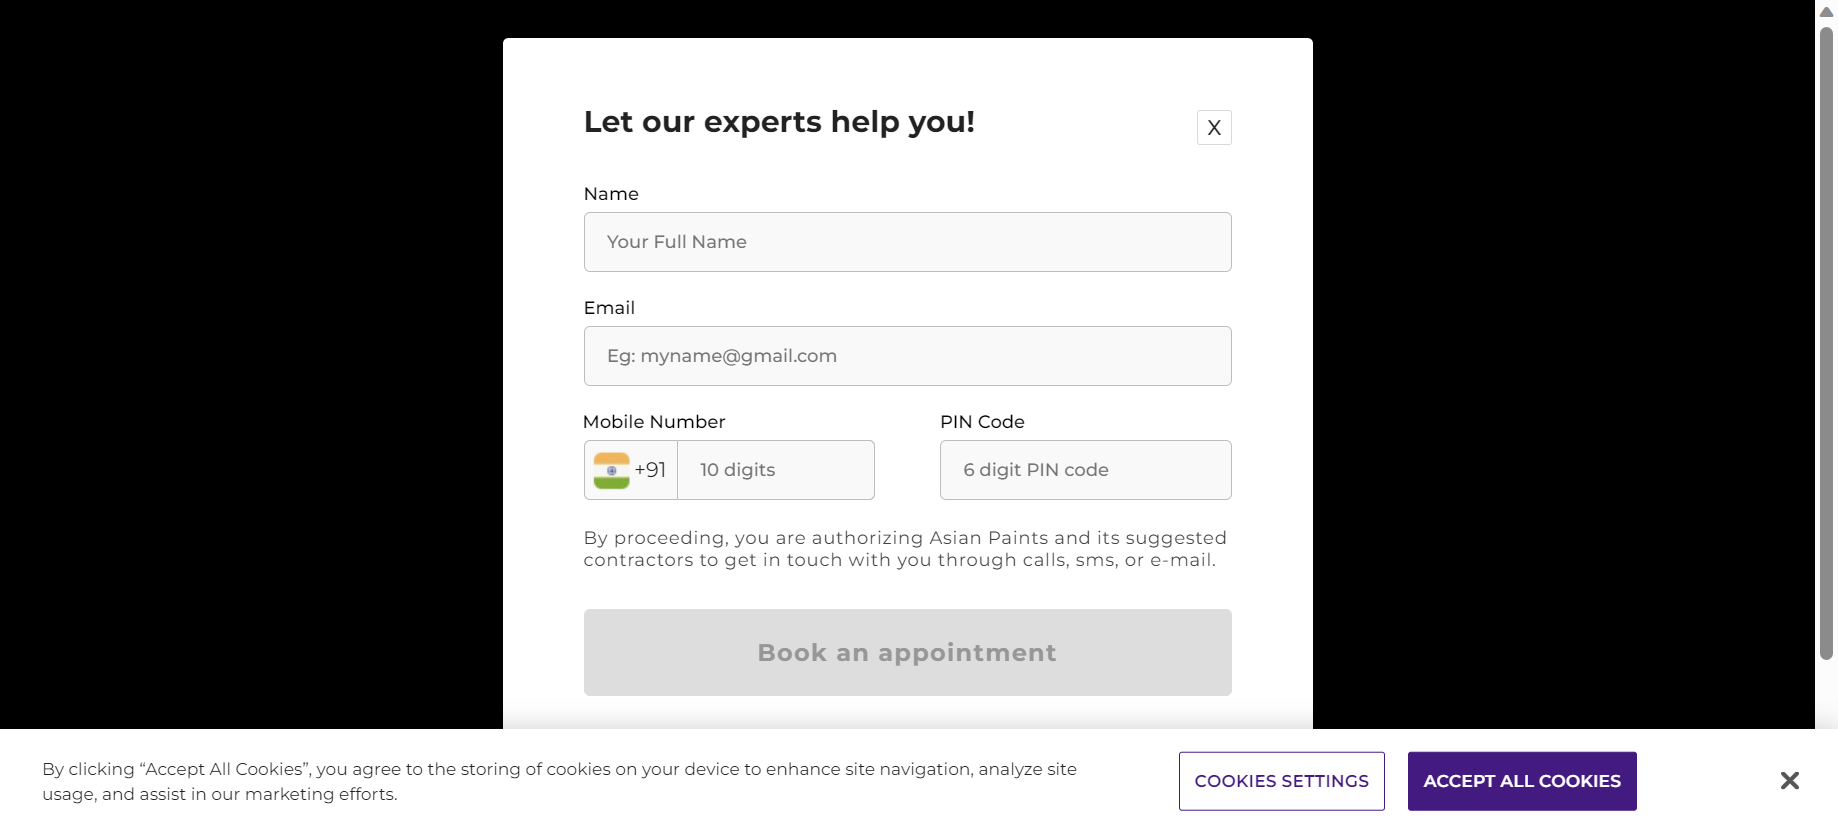 Let our experts help you!
X
Name
Your Full Name
Email
Eg: myname@gmail.com
Mobile Number
PIN Code
+91
10 digits
6 digit PIN code
By proceeding, you are authorizing Asian Paints and its suggested
contractors to get in touch with you through calls, sms, or e-mail.
Book an appointment
By clicking “Accept All Cookies”, you agree to the storing of cookies on your device to enhance site navigation, analyze site
usage, and assist in our marketing efforts.
COOKIES SETTINGS
ACCEPT ALL COOKIES